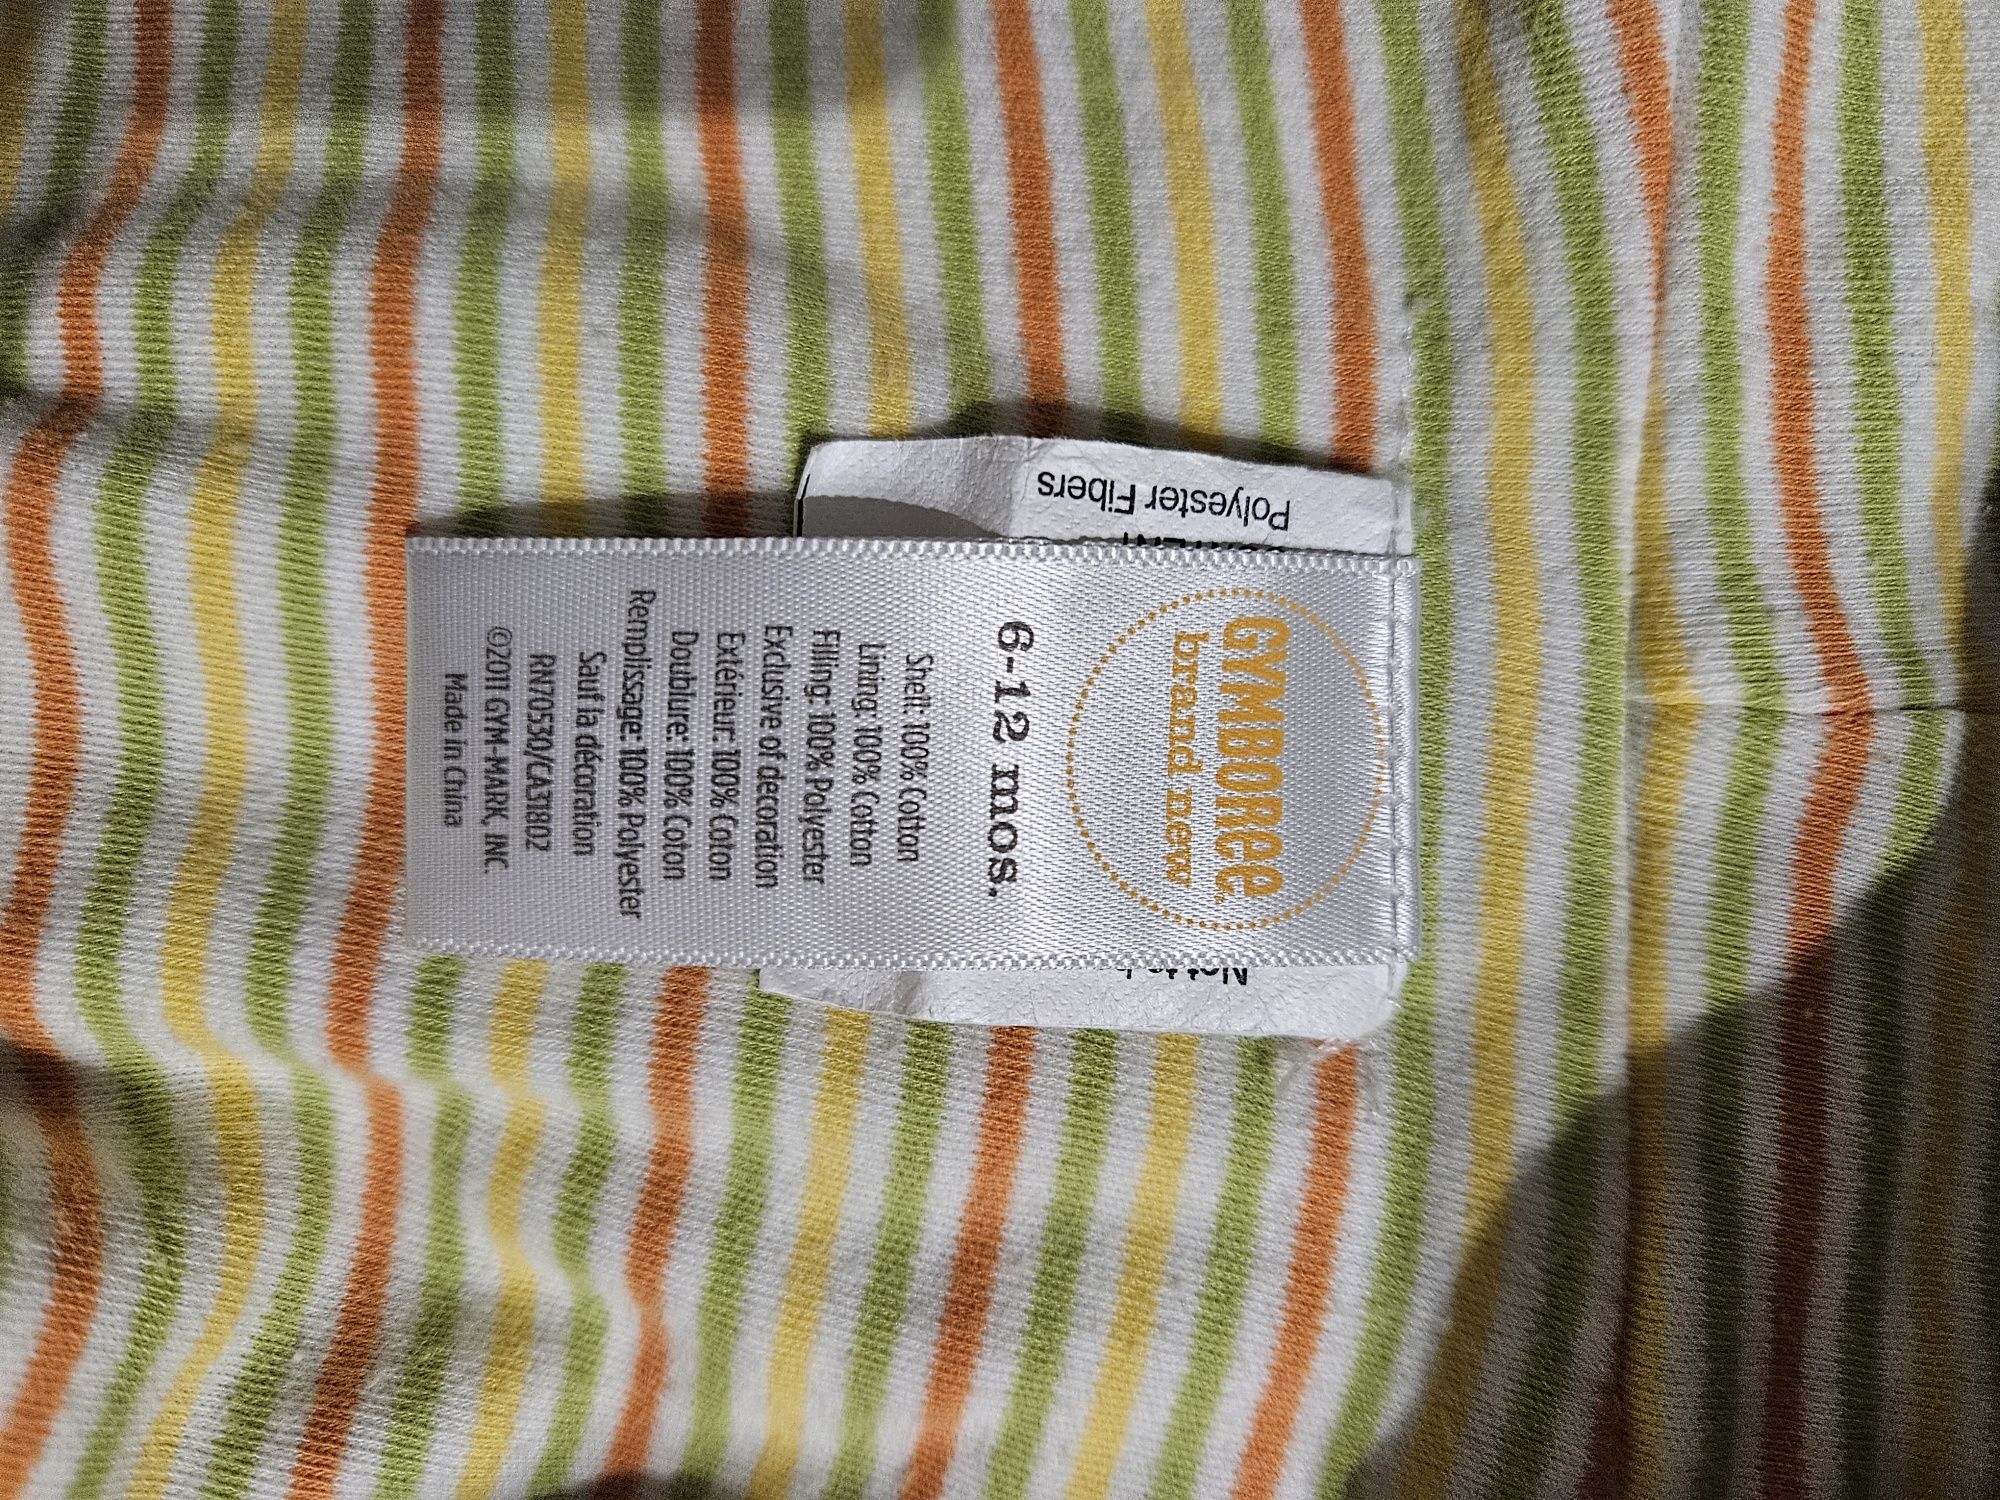 GYMBOREE®
brand new
6-12 mos.
Shell: 100% Cotton
Lining: 100% Cotton
Filling: 100% Polyester
Exclusive of decoration
Extérieur: 100% Coton
Doublure: 100% Coton
Remplissage: 100% Polyester
Sauf la décoration
RN70530/CA31802
©2011 GYM-MARK, INC.
Made in China
Polyester Fibers